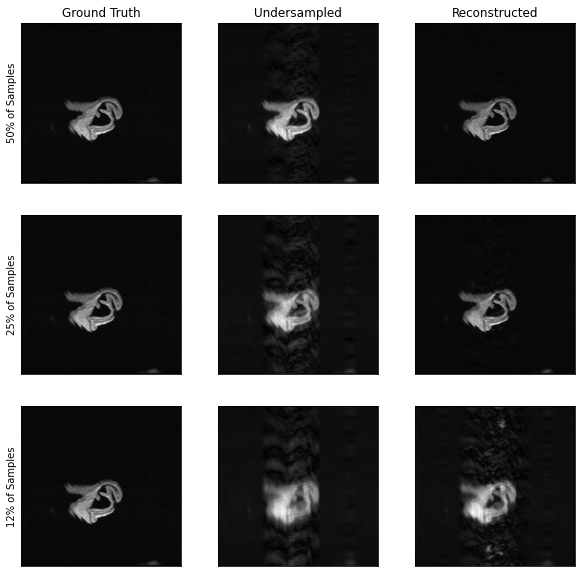 Ground Truth
Undersampled
Reconstructed
50% of Samples
25% of Samples
12% of Samples